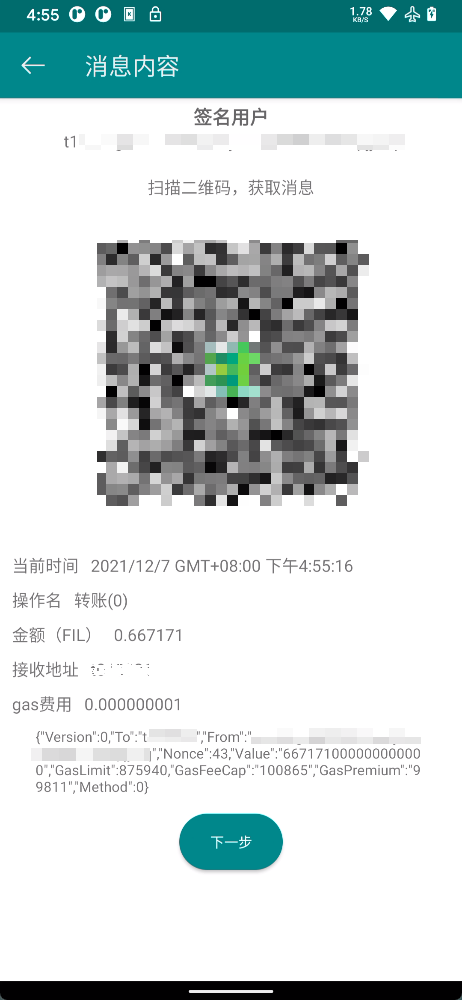 4:55
1.78
KB/S
消息内容
签名用户
t1
扫描二维码，获取消息
当前时间 2021/12/7 GMT+08:00 下午4:55:16
操作名 转账(0)
金额（FIL） 0.667171
接收地址
gas费用 0.000000001
{"Version":0,"To":"t","From":"
","Nonce":43,"Value":"66717100000000000
0","GasLimit":875940,"GasFeeCap":"100865","GasPremium":"9
9811","Method":0}
下一步